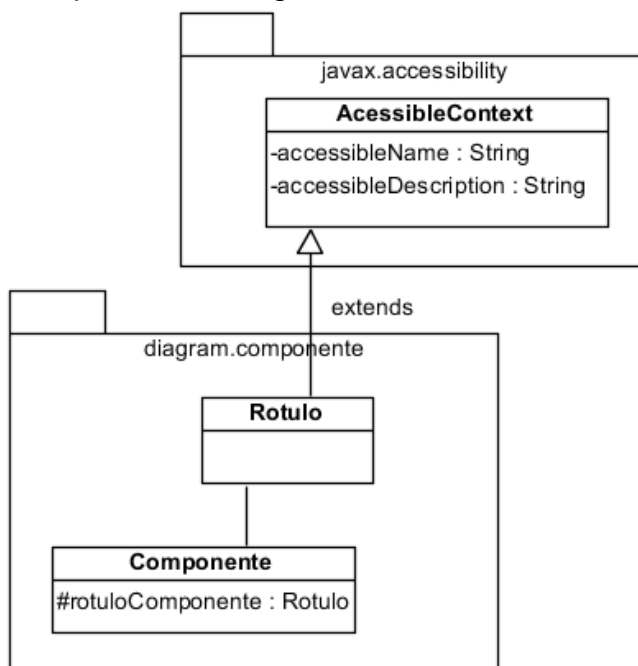 javax.accessibility
AcessibleContext
-accessibleName : String
-accessibleDescription : String
extends
diagram.componente
Rotulo
Componente
#rotuloComponente : Rotulo